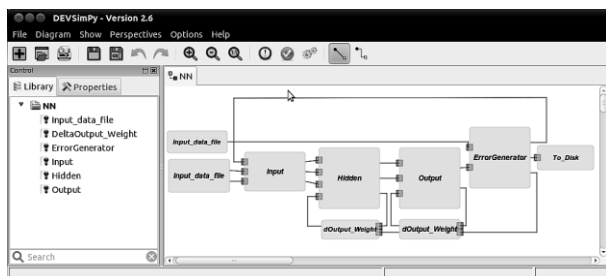 DEVSimPy - Version 2.6
File Diagram Show Perspectives Options Help
Control
Library Properties
NN
Input_data_file
DeltaOutput_Weight
ErrorGenerator
Input
Hidden
Output
Search
NN
Input_data_file
Input_data_file
Input
Hidden
Output
ErrorGenerator
To_Disk
dOutput_Weight
dOutput_Weight